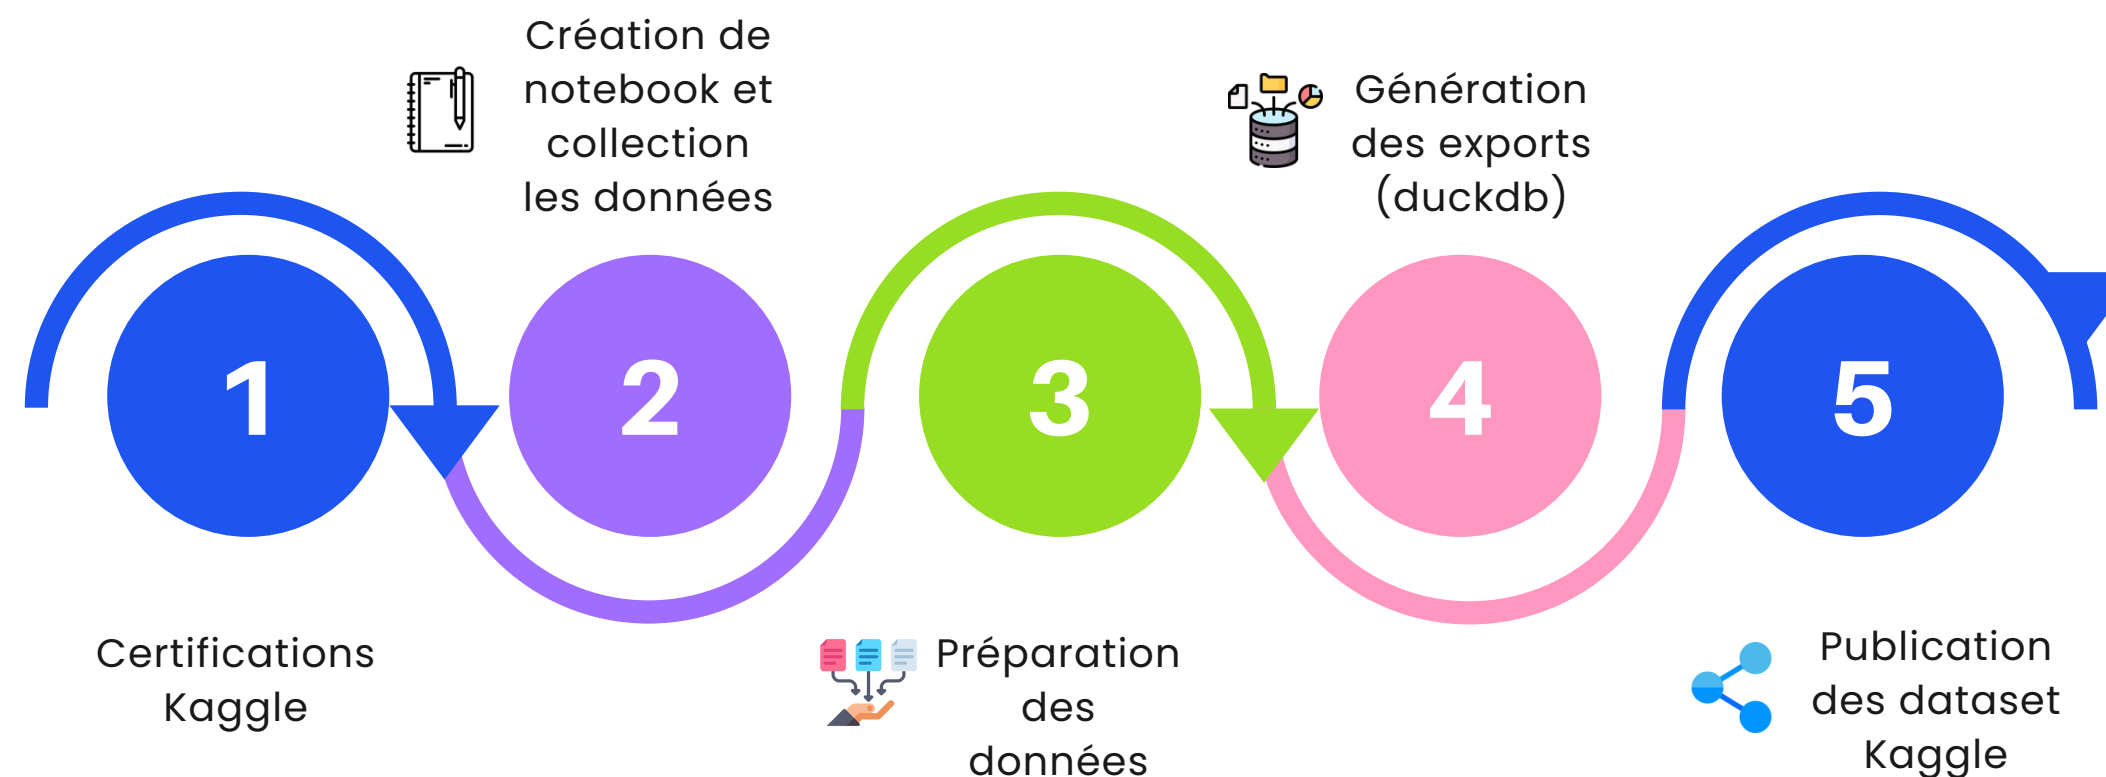 1
Certifications
Kaggle
2
Création de
notebook et
collection
les données
3
Préparation
des
données
4
Génération
des exports
(duckdb)
5
Publication
des dataset
Kaggle